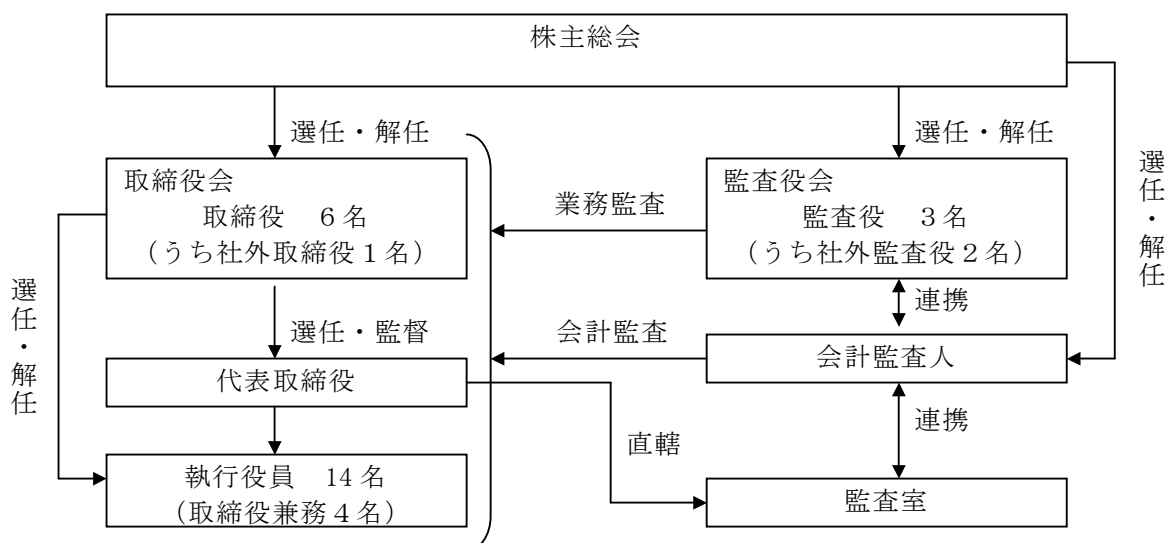 株主総会
選任・解任
選任・解任
選任・解任
取締役会
取締役　6名
（うち社外取締役1名）
業務監査
監査役会
監査役　3名
（うち社外監査役2名）
選任・解任
選任・監督
会計監査
連携
代表取締役
会計監査人
直轄
連携
執行役員　14名
（取締役兼務4名）
監査室